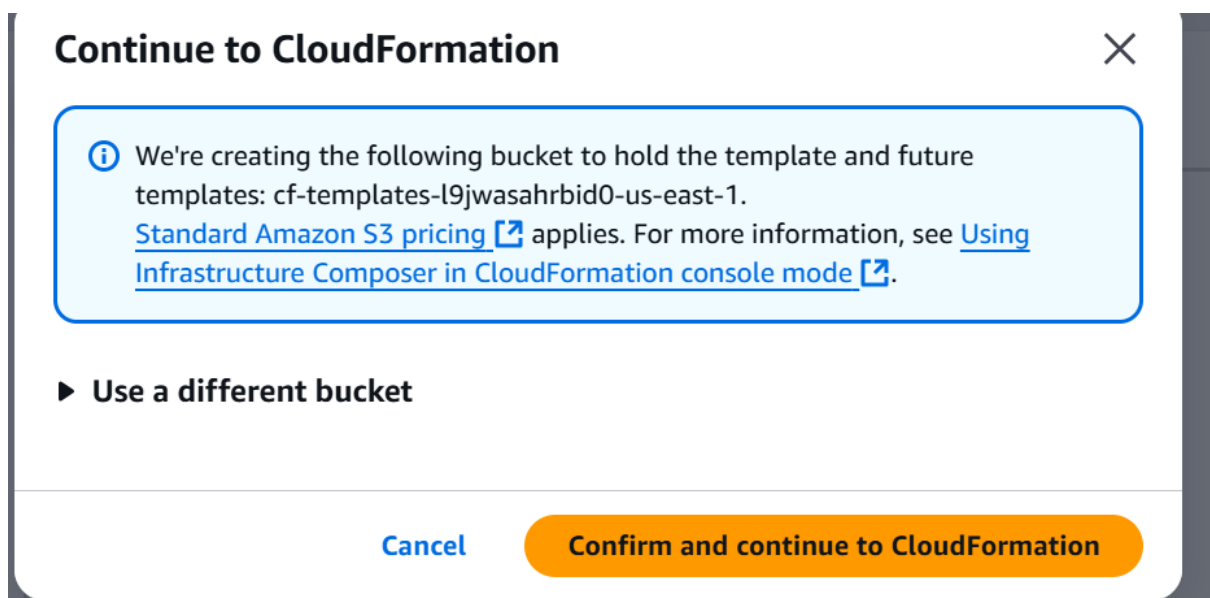 Continue to CloudFormation
We're creating the following bucket to hold the template and future
templates: cf-templates-l9jwasahrbid0-us-east-1.
Standard Amazon S3 pricing applies. For more information, see Using
Infrastructure Composer in CloudFormation console mode.
Use a different bucket
Cancel
Confirm and continue to CloudFormation